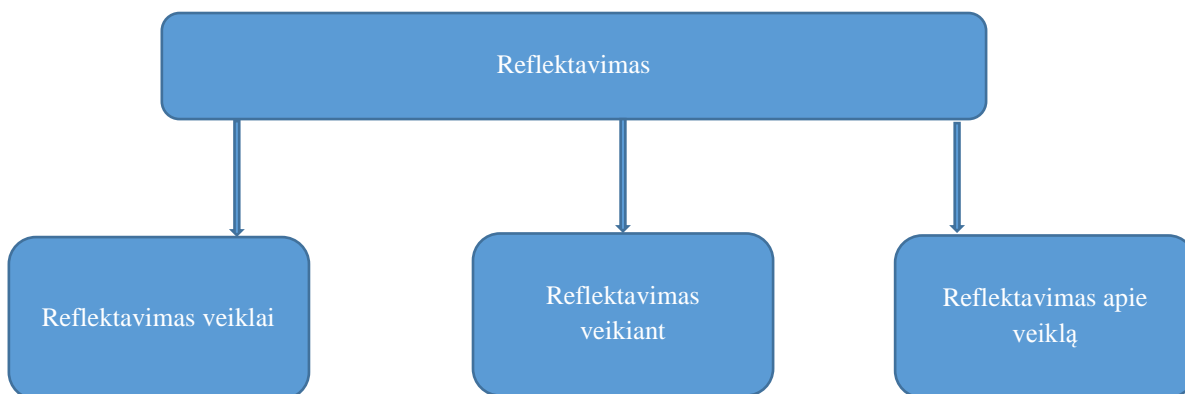 Reflektavimas
Reflektavimas veiklai
Reflektavimas
veikiant
Reflektavimas apie
veiklą